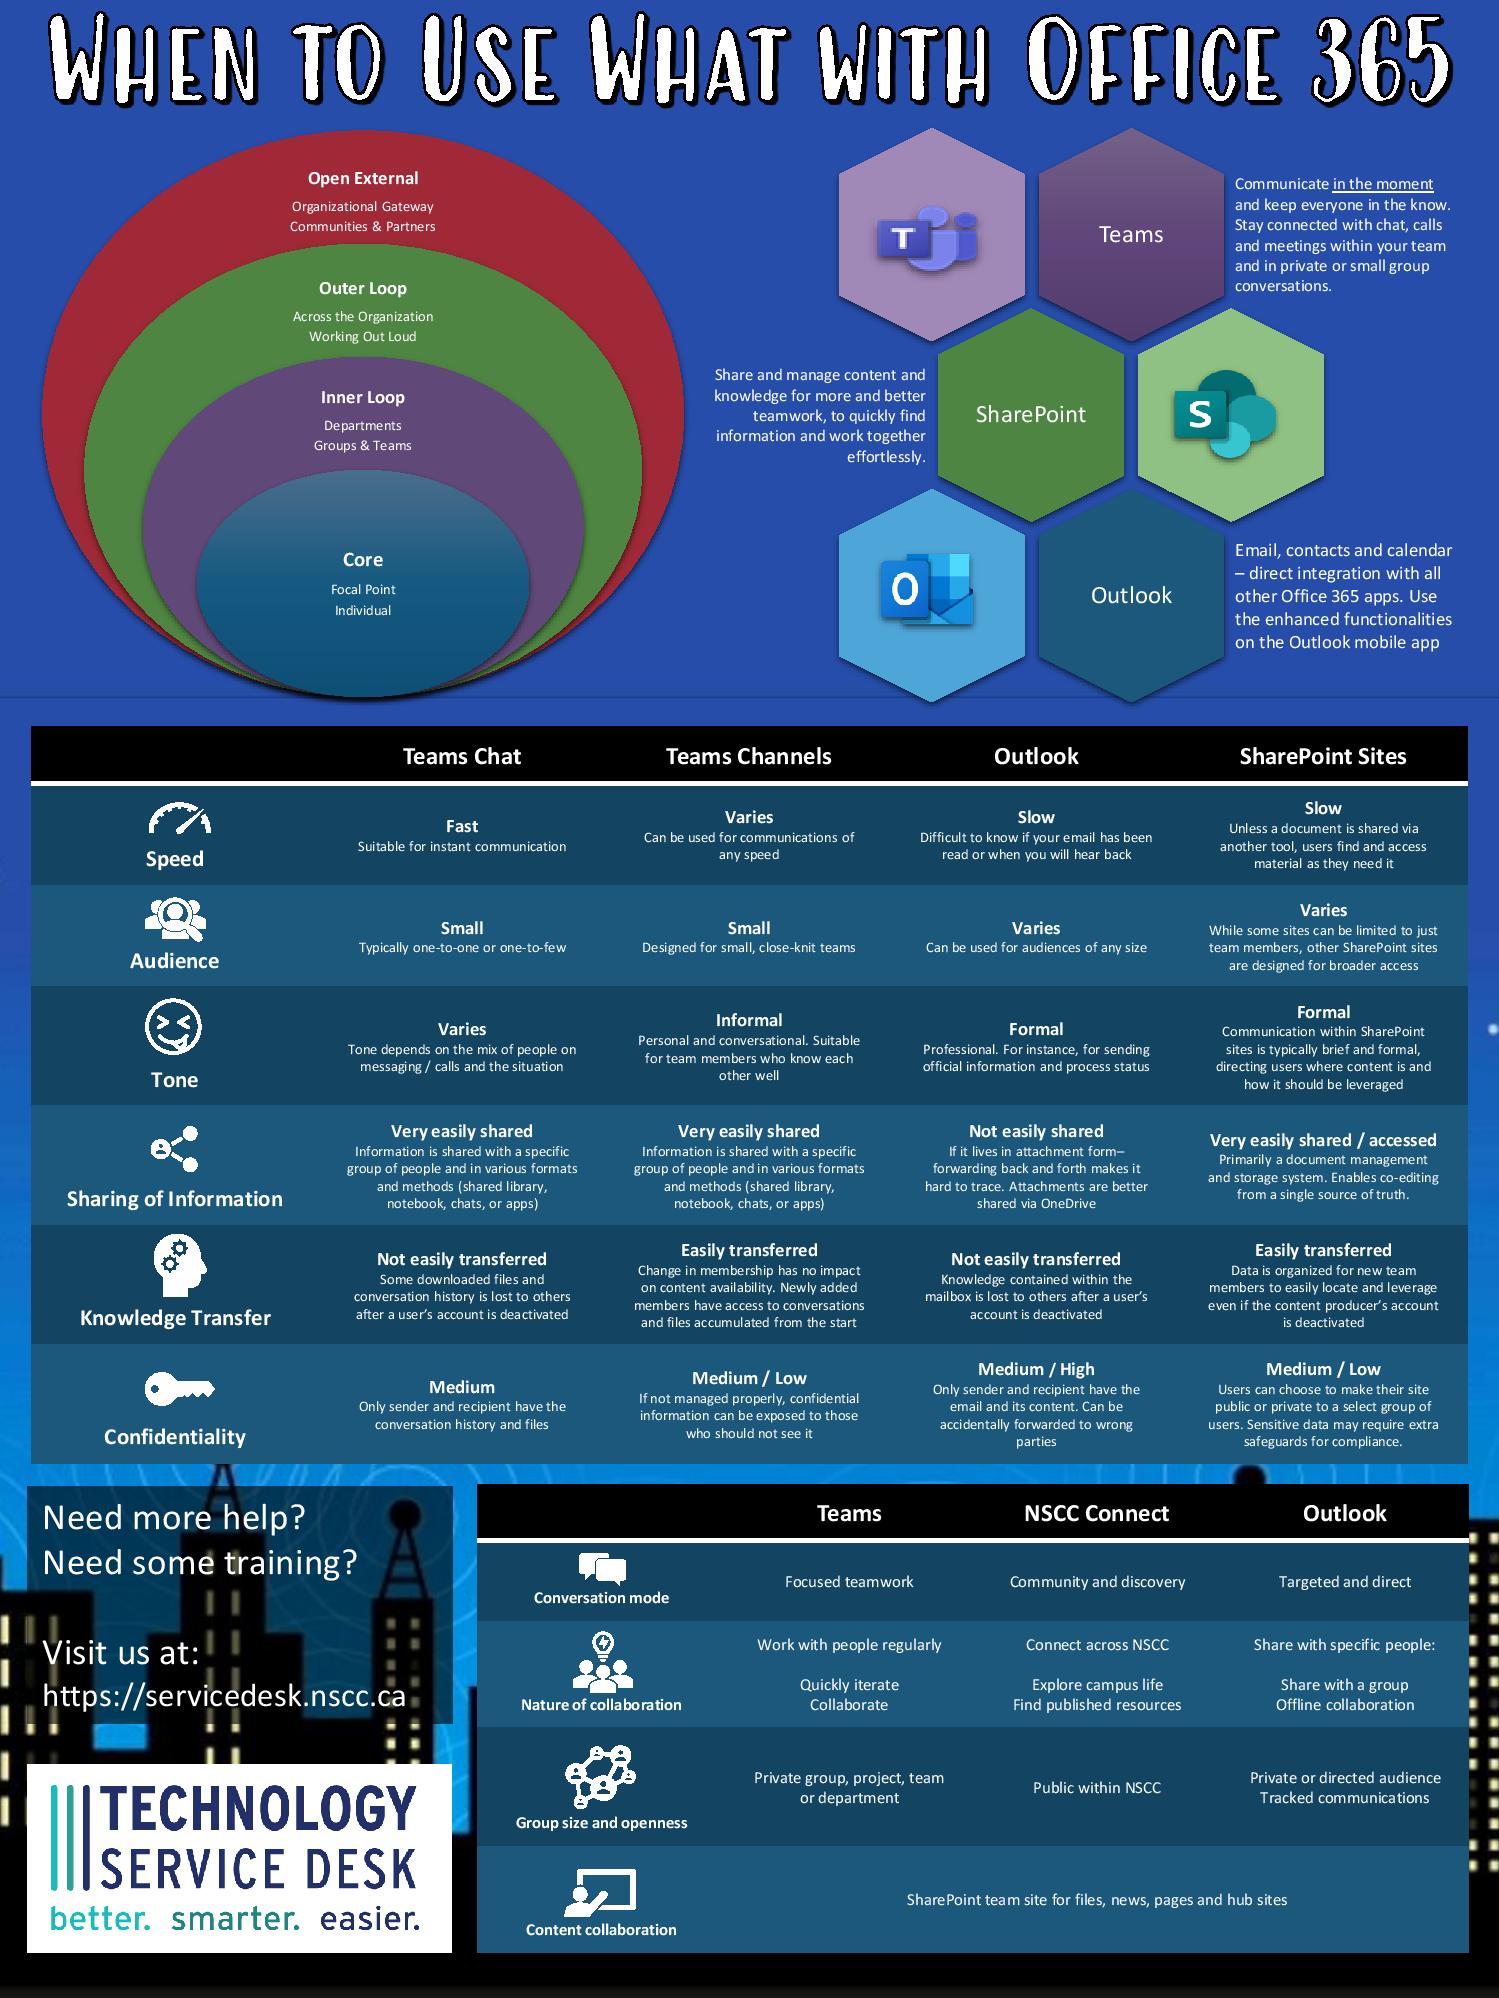 WHEN TO USE WHAT WITH OFFICE 365
Open External
Organizational Gateway
Communities & Partners
Outer Loop
Across the Organization
Working Out Loud
Inner Loop
Departments
Groups & Teams
Core
Focal Point
Individual
T
Teams
Communicate in the moment
and keep everyone in the know.
Stay connected with chat, calls
and meetings within your team
and in private or small group
conversations.
Share and manage content and
knowledge for more and better
teamwork, to quickly find
information and work together
effortlessly.
SharePoint
S
O
Outlook
Email, contacts and calendar
– direct integration with all
other Office 365 apps. Use
the enhanced functionalities
on the Outlook mobile app
Teams Chat
Teams Channels
Outlook
SharePoint Sites
Speed
Fast
Suitable for instant communication
Varies
Can be used for communications of
any speed
Slow
Difficult to know if your email has been
read or when you will hear back
Slow
Unless a document is shared via
another tool, users find and access
material as they need it
Audience
Small
Typically one-to-one or one-to-few
Small
Designed for small, close-knit teams
Varies
Can be used for audiences of any size
Varies
While some sites can be limited to just
team members, other SharePoint sites
are designed for broader access
Tone
Varies
Tone depends on the mix of people on
messaging / calls and the situation
Informal
Personal and conversational. Suitable
for team members who know each
other well
Formal
Professional. For instance, for sending
official information and process status
Formal
Communication within SharePoint
sites is typically brief and formal,
directing users where content is and
how it should be leveraged
Sharing of Information
Very easily shared
Information is shared with a specific
group of people and in various formats
and methods (shared library,
notebook, chats, or apps)
Very easily shared
Information is shared with a specific
group of people and in various formats
and methods (shared library,
notebook, chats, or apps)
Not easily shared
If it lives in attachment form–
forwarding back and forth makes it
hard to trace. Attachments are better
shared via OneDrive
Very easily shared / accessed
Primarily a document management
and storage system. Enables co-editing
from a single source of truth.
Knowledge Transfer
Not easily transferred
Some downloaded files and
conversation history is lost to others
after a user's account is deactivated
Easily transferred
Change in membership has no impact
on content availability. Newly added
members have access to conversations
and files accumulated from the start
Not easily transferred
Knowledge contained within the
mailbox is lost to others after a user's
account is deactivated
Easily transferred
Data is organized for new team
members to easily locate and leverage
even if the content producer's account
is deactivated
Confidentiality
Medium
Only sender and recipient have the
conversation history and files
Medium / Low
If not managed properly, confidential
information can be exposed to those
who should not see it
Medium / High
Only sender and recipient have the
email and its content. Can be
accidentally forwarded to wrong
parties
Medium / Low
Users can choose to make their site
public or private to a select group of
users. Sensitive data may require extra
safeguards for compliance.
Need more help?
Need some training?
Visit us at:
https://servicedesk.nscc.ca
TECHNOLOGY
SERVICE DESK
better. smarter. easier.
Teams
NSCC Connect
Outlook
Conversation mode
Focused teamwork
Community and discovery
Targeted and direct
Nature of collaboration
Work with people regularly
Quickly iterate
Collaborate
Connect across NSCC
Explore campus life
Find published resources
Share with specific people:
Share with a group
Offline collaboration
Group size and openness
Private group, project, team
or department
Public within NSCC
Private or directed audience
Tracked communications
Content collaboration
SharePoint team site for files, news, pages and hub sites